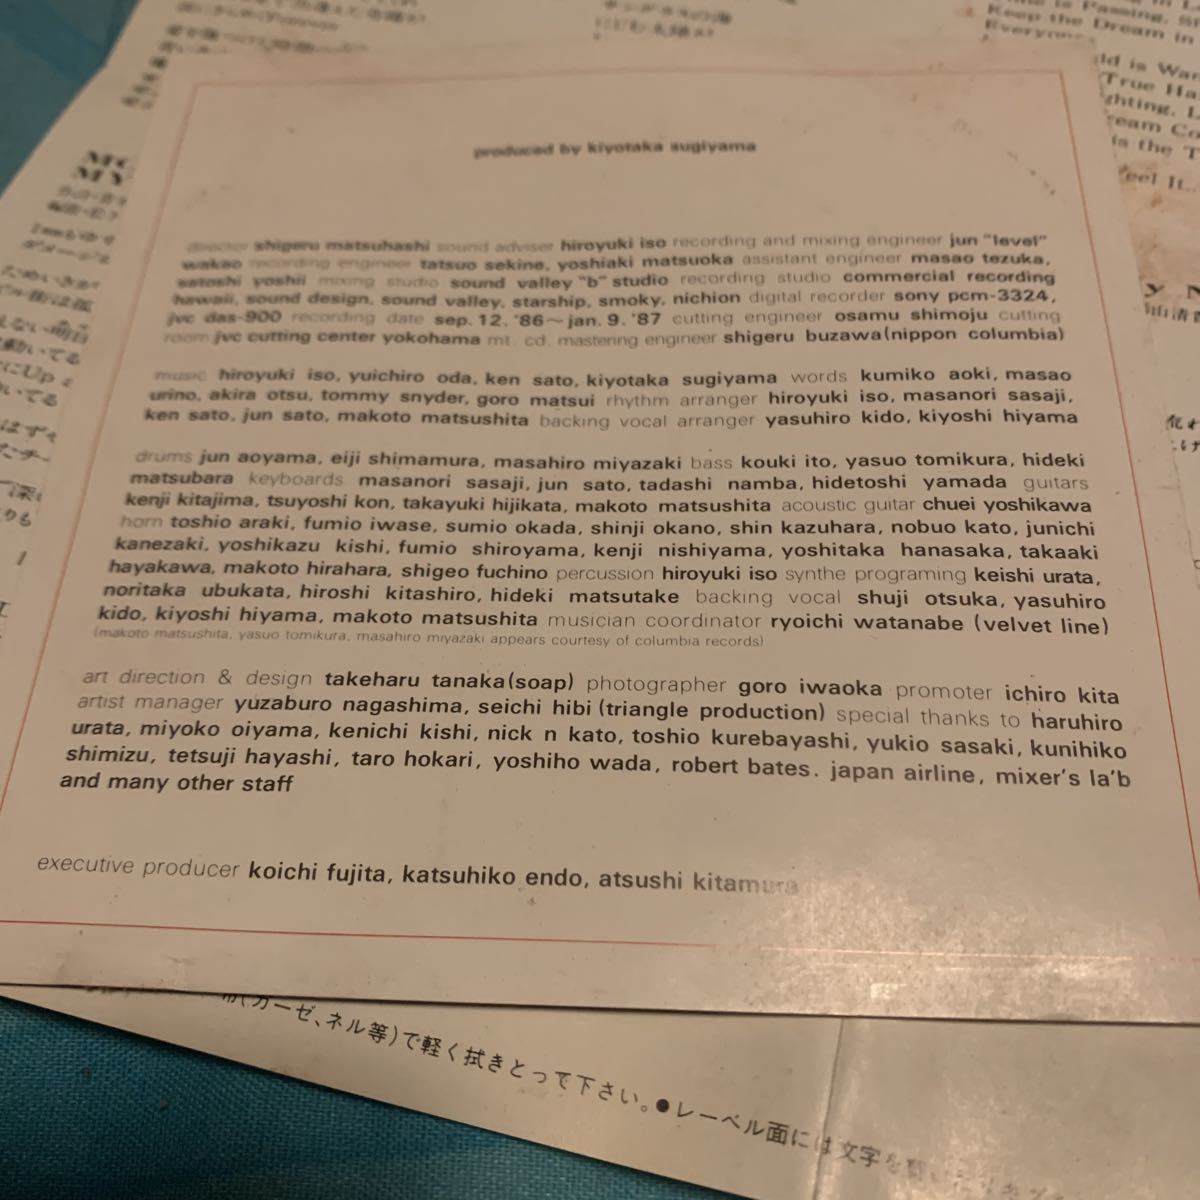 Keep the Dream in
ld is War
True Ha
ghting. L
ream Co
is the T
Feel It..
produced by kiyotaka sugiyama
director shigeru matsuhashi sound adviser hiroyuki iso recording and mixing engineer jun "level"
wakao recording engineer tatsuo sekine, yoshiaki matsuoka assistant engineer masao tezuka,
satoshi yoshii mixing studio sound valley "b" studio recording studio commercial recording
hawaii, sound design, sound valley, starship, smoky, nichion digital recorder sony pcm-3324,
jvc das-900 recording date sep. 12. '86～jan. 9. '87 cutting engineer osamu shimoju cutting
room jvc cutting center yokohama mt. cd. mastering engineer shigeru buzawa(nippon columbia)
music hiroyuki iso, yuichiro oda, ken sato, kiyotaka sugiyama words kumiko aoki, masao
urino, akira otsu, tommy snyder, goro matsui rhythm arranger hiroyuki iso, masanori sasaji,
ken sato, jun sato, makoto matsushita backing vocal arranger yasuhiro kido, kiyoshi hiyama
drums jun aoyama, eiji shimamura, masahiro miyazaki bass kouki ito, yasuo tomikura, hideki
matsubara keyboards masanori sasaji, jun sato, tadashi namba, hidetoshi yamada guitars
kenji kitajima, tsuyoshi kon, takayuki hijikata, makoto matsushita acoustic guitar chuei yoshikawa
horn toshio araki, fumio iwase, sumio okada, shinji okano, shin kazuhara, nobuo kato, junichi
kanezaki, yoshikazu kishi, fumio shiroyama, kenji nishiyama, yoshitaka hanasaka, takaaki
hayakawa, makoto hirahara, shigeo fuchino percussion hiroyuki iso synthe programing keishi urata,
noritaka ubukata, hiroshi kitashiro, hideki matsutake backing vocal shuji otsuka, yasuhiro
kido, kiyoshi hiyama, makoto matsushita musician coordinator ryoichi watanabe (velvet line)
(makoto matsushita, yasuo tomikura, masahiro miyazaki appears courtesy of columbia records)
art direction & design takeharu tanaka(soap) photographer goro iwaoka promoter ichiro kita
artist manager yuzaburo nagashima, seichi hibi (triangle production) special thanks to haruhiro
urata, miyoko oiyama, kenichi kishi, nick n kato, toshio kurebayashi, yukio sasaki, kunihiko
shimizu, tetsuji hayashi, taro hokari, yoshiho wada, robert bates. japan airline, mixer's la'b
and many other staff
executive producer koichi fujita, katsuhiko endo, atsushi kitamura
(ガーゼ、ネル等)で軽く拭きとって下さい。●レーベル面には文字を